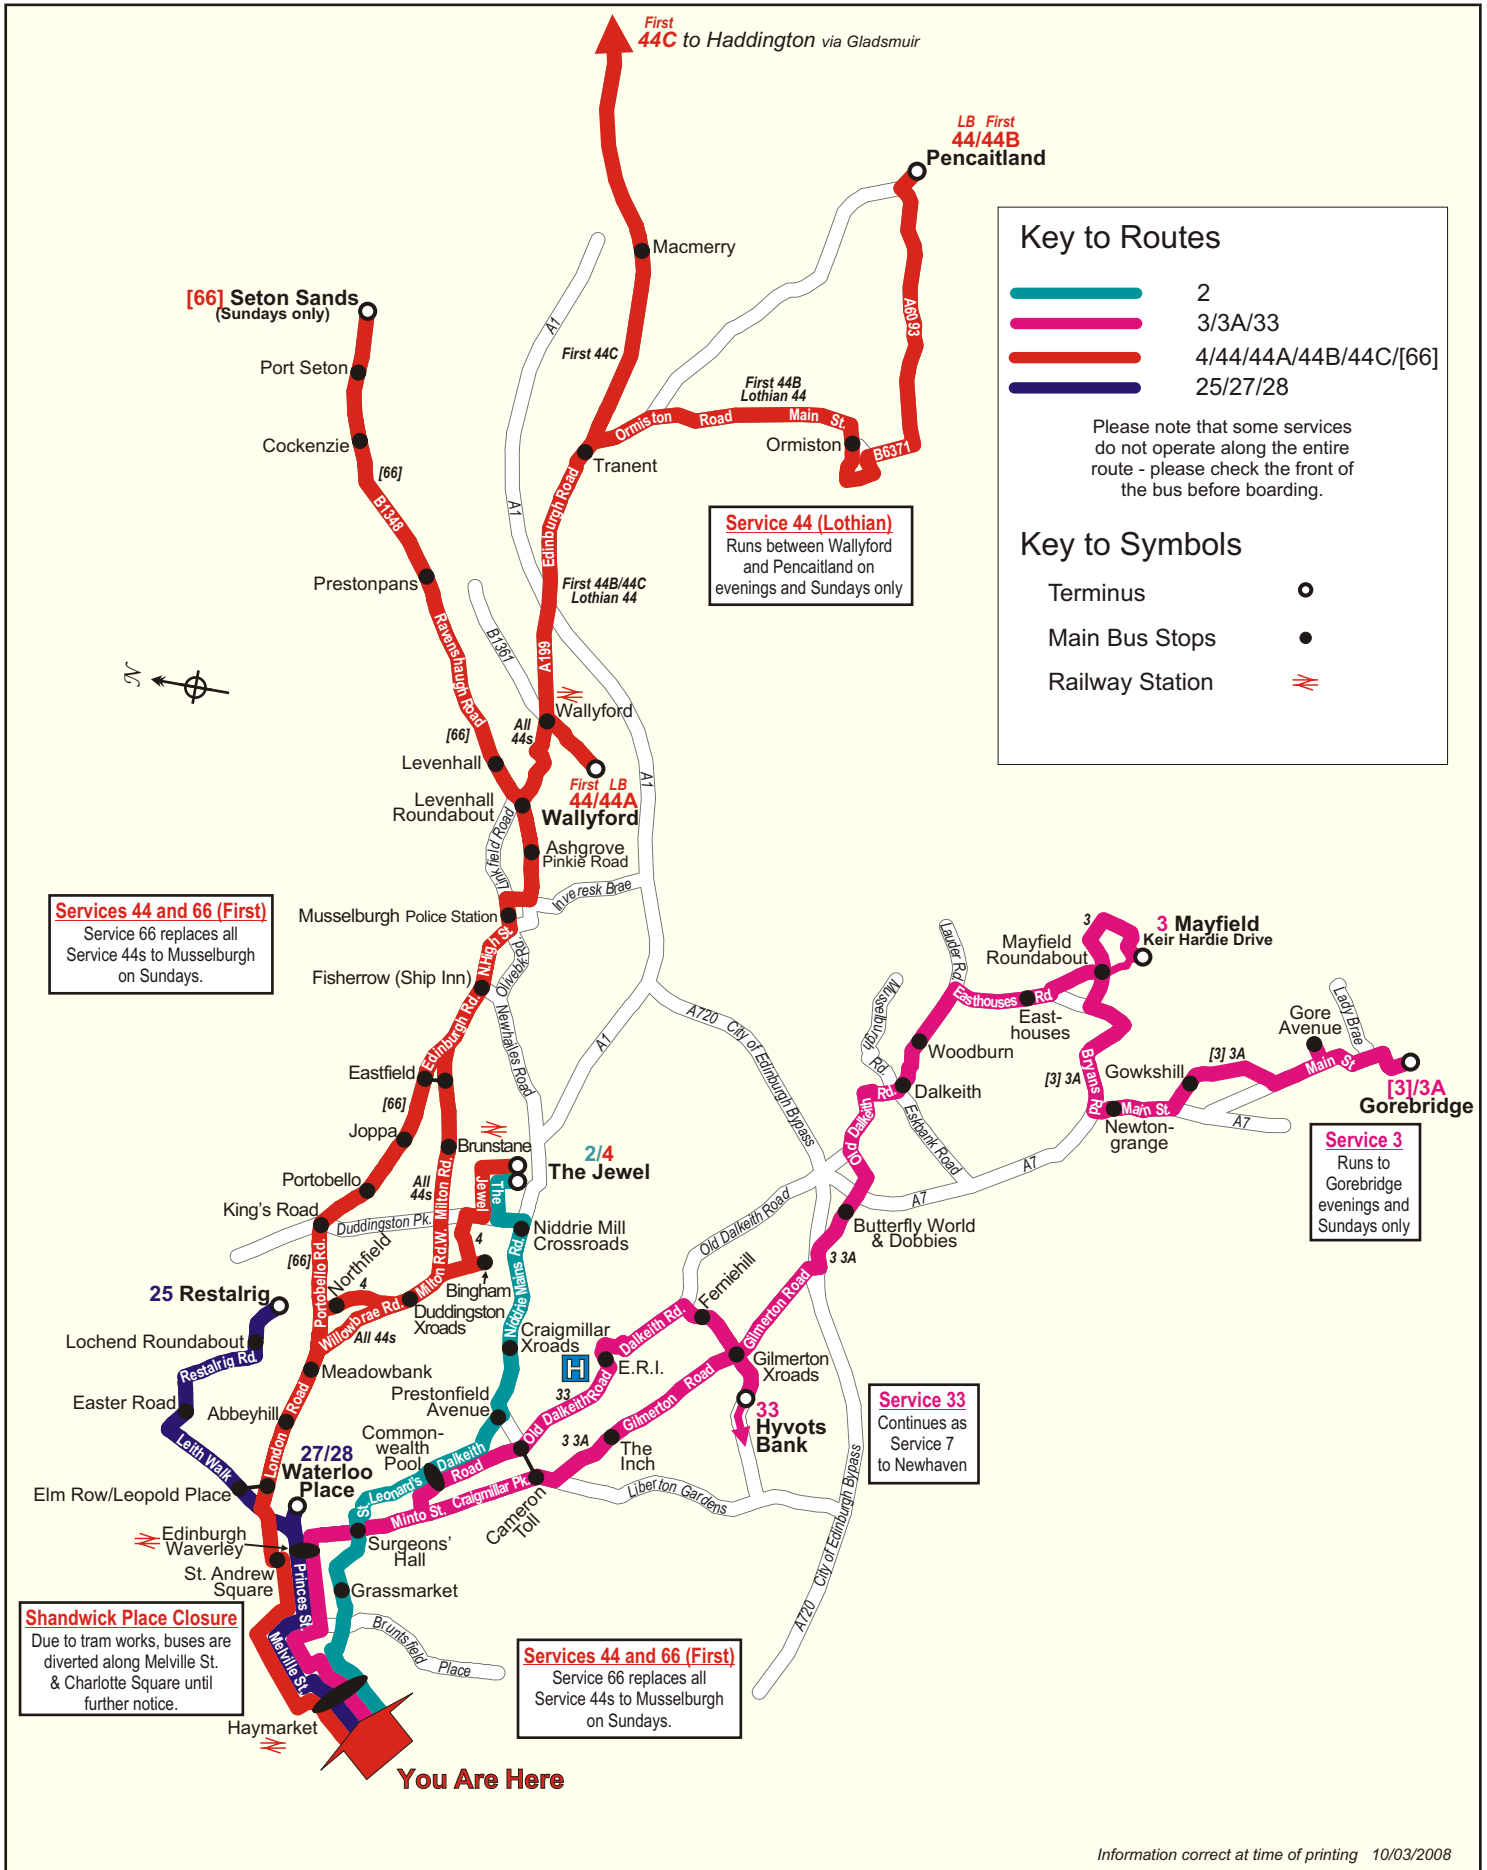 First
44C to Haddington via Gladsmuir
LB First
44/44B
Pencaitland
Macmerry
A1
First 44C
A6093
First 44B
Lothian 44
Ormiston Road Main St.
Ormiston
B6371
Tranent
[66] Seton Sands
(Sundays only)
Port Seton
Cockenzie
[66]
B1348
Prestonpans
Ravenshaugh Road
[66]
Levenhall
Levenhall
Roundabout
A1
Edinburgh Road
First 44B/44C
Lothian 44
B1361
A199
Wallyford
All
44s
First LB
44/44A
Wallyford
A1
Key to Routes
2
3/3A/33
4/44/44A/44B/44C/[66]
25/27/28
Please note that some services
do not operate along the entire
route - please check the front of
the bus before boarding.
Key to Symbols
Terminus
Main Bus Stops
Railway Station
Service 44 (Lothian)
Runs between Wallyford
and Pencaitland on
evenings and Sundays only
N
Linkfield Road
Ashgrove
Pinkie Road
Inveresk Brae
Services 44 and 66 (First)
Service 66 replaces all
Service 44s to Musselburgh
on Sundays.
Musselburgh Police Station
N.High St.
Olivebk. Rd.
Fisherrow (Ship Inn)
Edinburgh Rd.
Newhailes Road
A1
A720 City of Edinburgh Bypass
Eastfield
[66]
Joppa
Brunstane
Milton Rd.
All
44s
Portobello
King's Road
Duddingston Pk.
[66]
Portobello Rd.
Northfield
4
Milton Rd.W.
Willowbrae Rd.
All 44s
Duddingston
Xroads
Bingham
4
The
Jewel
2/4
The Jewel
Niddrie Mill
Crossroads
Niddrie Mains Rd.
Craigmillar
Xroads
Prestonfield
Avenue
25 Restalrig
Lochend Roundabout
Restalrig Rd.
Easter Road
Leith Walk
Meadowbank
Abbeyhill
London Road
Elm Row/Leopold Place
27/28
Waterloo
Place
Edinburgh
Waverley
St. Andrew
Square
Princes St.
Melville St.
Haymarket
Shandwick Place Closure
Due to tram works, buses are
diverted along Melville St.
& Charlotte Square until
further notice.
Common-
wealth
Pool
St. Leonard's
Dalkeith
Road
Minto St. Craigmillar Pk.
Surgeons'
Hall
Grassmarket
Bruntsfield Place
Cameron
Toll
Liberton Gardens
The
Inch
3 3A
Gilmerton Road
33
Old Dalkeith Road
H
E.R.I.
Dalkeith Rd.
Ferniehill
Old Dalkeith Road
Gilmerton
Xroads
Gilmerton Road
33
Hyvots
Bank
3 3A
Butterfly World
& Dobbies
Old Dalkeith Rd.
Dalkeith
Woodburn
Musselburgh Rd.
Lauder Rd.
Eskbank Road
A7
A7
Easthouses Rd.
East-
houses
Mayfield
Roundabout
3
3 Mayfield
Keir Hardie Drive
Bryans Rd.
[3] 3A
Newton-
grange
Main St.
Gowkshill
[3] 3A
Gore
Avenue
Lady Brae
Main St
A7
[3]/3A
Gorebridge
Service 3
Runs to
Gorebridge
evenings and
Sundays only
Service 33
Continues as
Service 7
to Newhaven
A720 City of Edinburgh Bypass
Services 44 and 66 (First)
Service 66 replaces all
Service 44s to Musselburgh
on Sundays.
You Are Here
Information correct at time of printing 10/03/2008